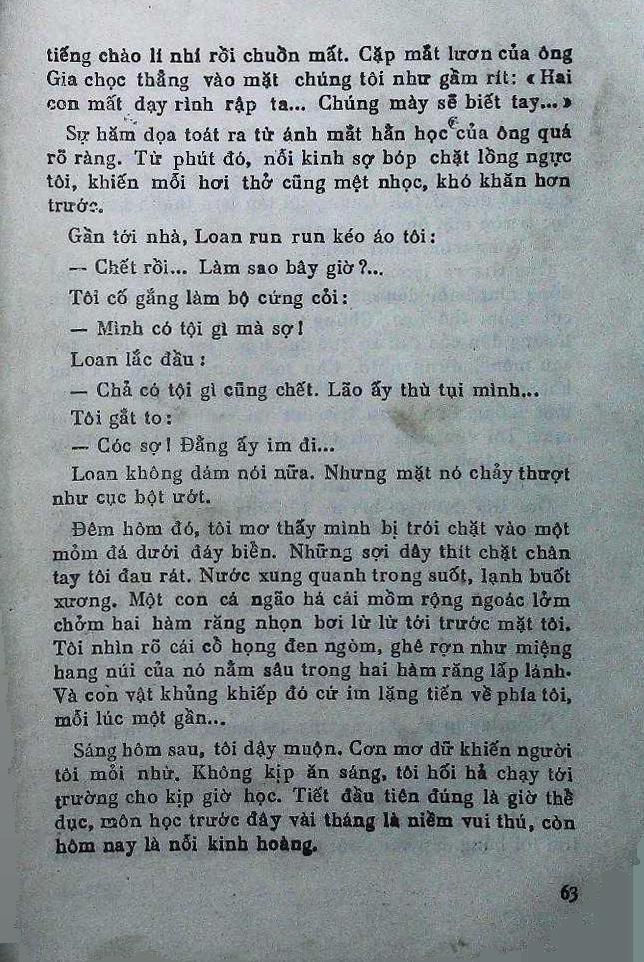 tiếng chào lí nhí rồi chuồn mất. Cặp mắt lươn của ông
Gia chọc thẳng vào mặt chúng tôi như gầm rít: « Hai
con mất dạy rình rập ta... Chúng mày sẽ biết tay... »
Sự hăm dọa toát ra từ ánh mắt hằn học của ông quá
rõ ràng. Từ phút đó, nỗi kinh sợ bóp chặt lồng ngực
tôi, khiến mỗi hơi thở cũng mệt nhọc, khó khăn hơn
trước.
Gần tới nhà, Loan run run kéo áo tôi:
— Chết rồi... Làm sao bây giờ?...
Tôi cố gắng làm bộ cứng cỏi:
— Mình có tội gì mà sợ!
Loan lắc đầu:
— Chả có tội gì cũng chết. Lão ấy thù tụi mình...
Tôi gắt to:
— Cóc sợ! Đằng ấy im đi...
Loan không dám nói nữa. Nhưng mặt nó chảy thượt
như cục bột ướt.
Đêm hôm đó, tôi mơ thấy mình bị trói chặt vào một
mỏm đá dưới đáy biển. Những sợi dây thít chặt chân
tay tôi đau rát. Nước xung quanh trong suốt, lạnh buốt
xương. Một con cá ngão há cái mồm rộng ngoác lởm
chởm hai hàm răng nhọn bơi lừ lừ tới trước mặt tôi.
Tôi nhìn rõ cái cổ họng đen ngòm, ghê rợn như miệng
hang núi của nó nằm sâu trong hai hàm răng lấp lánh.
Và con vật khủng khiếp đó cứ im lặng tiến về phía tôi,
mỗi lúc một gần...
Sáng hôm sau, tôi dậy muộn. Cơn mơ dữ khiến người
tôi mỏi nhừ. Không kịp ăn sáng, tôi hối hả chạy tới
trường cho kịp giờ học. Tiết đầu tiên đúng là giờ thể
dục, môn học trước đây vài tháng là niềm vui thú, còn
hôm nay là nỗi kinh hoàng.
63